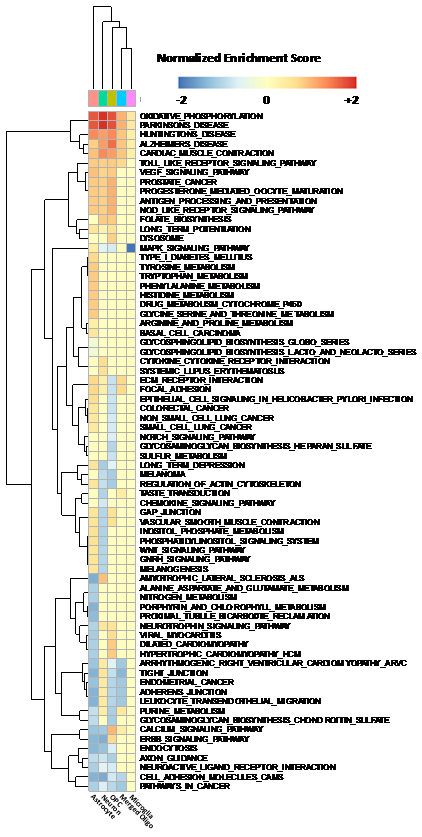 Normalized Enrichment Score
-2 0 +2
OXIDATIVE_PHOSPHORYLATION
PARKINSONS_DISEASE
HUNTINGTONS_DISEASE
ALZHEIMERS_DISEASE
CARDIAC_MUSCLE_CONTRACTION
TOLL_LIKE_RECEPTOR_SIGNALING_PATHWAY
VEGF_SIGNALING_PATHWAY
PROSTATE_CANCER
PROGESTERONE_MEDIATED_OOCYTE_MATURATION
ANTIGEN_PROCESSING_AND_PRESENTATION
NOD_LIKE_RECEPTOR_SIGNALING_PATHWAY
FOLATE_BIOSYNTHESIS
LONG_TERM_POTENTIATION
LYSOSOME
MAPK_SIGNALING_PATHWAY
TYPE_I_DIABETES_MELLITUS
TYROSINE_METABOLISM
TRYPTOPHAN_METABOLISM
PHENYLALANINE_METABOLISM
HISTIDINE_METABOLISM
DRUG_METABOLISM_CYTOCHROME_P450
GLYCINE_SERINE_AND_THREONINE_METABOLISM
ARGININE_AND_PROLINE_METABOLISM
BASAL_CELL_CARCINOMA
GLYCOSPHINGOLIPID_BIOSYNTHESIS_GLOBO_SERIES
GLYCOSPHINGOLIPID_BIOSYNTHESIS_LACTO_AND_NEOLACTO_SERIES
CYTOKINE_CYTOKINE_RECEPTOR_INTERACTION
SYSTEMIC_LUPUS_ERYTHEMATOSUS
ECM_RECEPTOR_INTERACTION
FOCAL_ADHESION
EPITHELIAL_CELL_SIGNALING_IN_HELICOBACTER_PYLORI_INFECTION
COLORECTAL_CANCER
NON_SMALL_CELL_LUNG_CANCER
SMALL_CELL_LUNG_CANCER
NOTCH_SIGNALING_PATHWAY
GLYCOSAMINOGLYCAN_BIOSYNTHESIS_HEPARAN_SULFATE
SULFUR_METABOLISM
LONG_TERM_DEPRESSION
MELANOMA
REGULATION_OF_ACTIN_CYTOSKELETON
TASTE_TRANSDUCTION
CHEMOKINE_SIGNALING_PATHWAY
GAP_JUNCTION
VASCULAR_SMOOTH_MUSCLE_CONTRACTION
INOSITOL_PHOSPHATE_METABOLISM
PHOSPHATIDYLINOSITOL_SIGNALING_SYSTEM
WNT_SIGNALING_PATHWAY
GNRH_SIGNALING_PATHWAY
MELANOGENESIS
AMYOTROPHIC_LATERAL_SCLEROSIS_ALS
ALANINE_ASPARTATE_AND_GLUTAMATE_METABOLISM
NITROGEN_METABOLISM
PORPHYRIN_AND_CHLOROPHYLL_METABOLISM
PROXIMAL_TUBULE_BICARBOTE_RECLAMATION
NEUROTROPHIN_SIGNALING_PATHWAY
VIRAL_MYOCARDITIS
DILATED_CARDIOMYOPATHY
HYPERTROPHIC_CARDIOMYOPATHY_HCM
ARRHYTHMOGENIC_RIGHT_VENTRICULAR_CARDIOMYOPATHY_ARVC
TIGHT_JUNCTION
ENDOMETRIAL_CANCER
ADHERENS_JUNCTION
LEUKOCYTE_TRANSENDOTHELIAL_MIGRATION
PURINE_METABOLISM
GLYCOSAMINOGLYCAN_BIOSYNTHESIS_CHONDROITIN_SULFATE
CALCIUM_SIGNALING_PATHWAY
ERBB_SIGNALING_PATHWAY
ENDOCYTOSIS
AXON_GUIDANCE
NEUROACTIVE_LIGAND_RECEPTOR_INTERACTION
CELL_ADHESION_MOLECULES_CAMS
PATHWAYS_IN_CANCER
Astrocyte
Neuron
OPC
Merged Oligo
Microglia